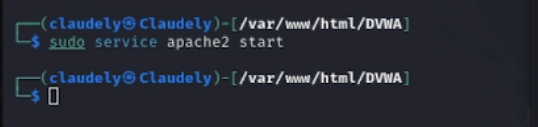 ┌──(claudely㉿Claudely)-[/var/www/html/DVWA]
└─$ sudo service apache2 start
┌──(claudely㉿Claudely)-[/var/www/html/DVWA]
└─$